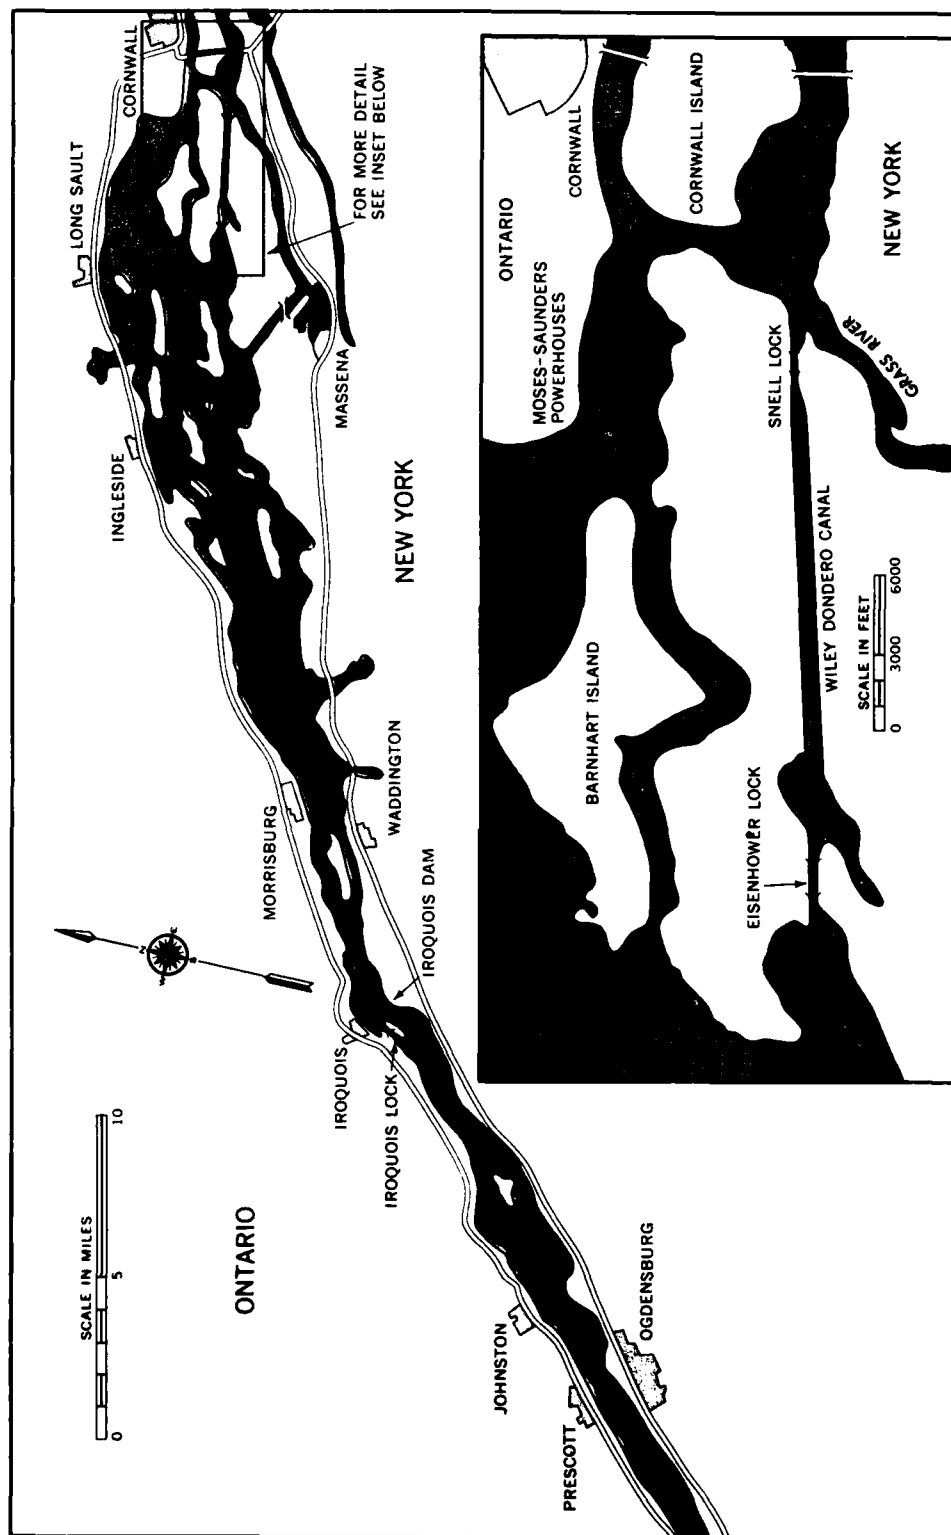 SCALE IN MILES
0 5 10
ONTARIO
PRESCOTT
JOHNSTON
OGDENSBURG
IROQUOIS
IROQUOIS LOCK
IROQUOIS DAM
N
E
S
W
MORRISBURG
WADDINGTON
INGLESIDE
LONG SAULT
CORNWALL
MASSENA
NEW YORK
FOR MORE DETAIL
SEE INSET BELOW
ONTARIO
CORNWALL
MOSES-SAUNDERS
POWERHOUSES
CORNWALL ISLAND
BARNHART ISLAND
SNELL LOCK
GRASS RIVER
NEW YORK
EISENHOWER LOCK
WILEY DONDERO CANAL
SCALE IN FEET
0 3000 6000